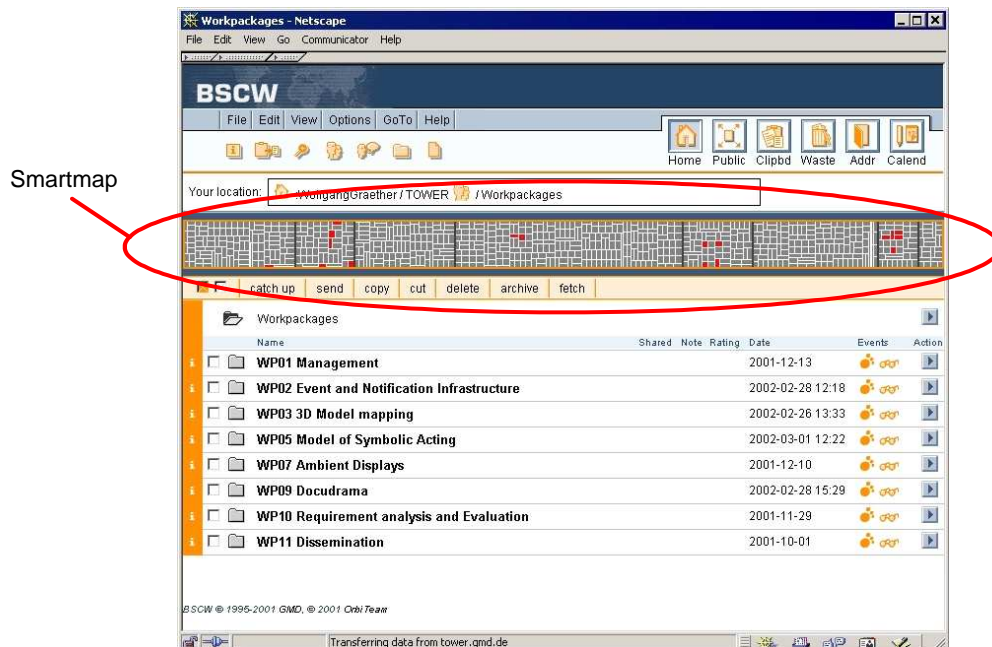 Workpackages - Netscape
File Edit View Go Communicator Help
BSCW
File Edit View Options GoTo Help
Home Public Clipbd Waste Addr Calend
Smartmap
Your location: :WolfgangGraether / TOWER / Workpackages
catch up send copy cut delete archive fetch
Workpackages
Name Shared Note Rating Date Events Action
WP01 Management 2001-12-13
WP02 Event and Notification Infrastructure 2002-02-28 12:18
WP03 3D Model mapping 2002-02-26 13:33
WP05 Model of Symbolic Acting 2002-03-01 12:22
WP07 Ambient Displays 2001-12-10
WP09 Docudrama 2002-02-28 15:29
WP10 Requirement analysis and Evaluation 2001-11-29
WP11 Dissemination 2001-10-01
BSCW © 1995-2001 GMD, © 2001 OrbiTeam
Transferring data from tower.gmd.de